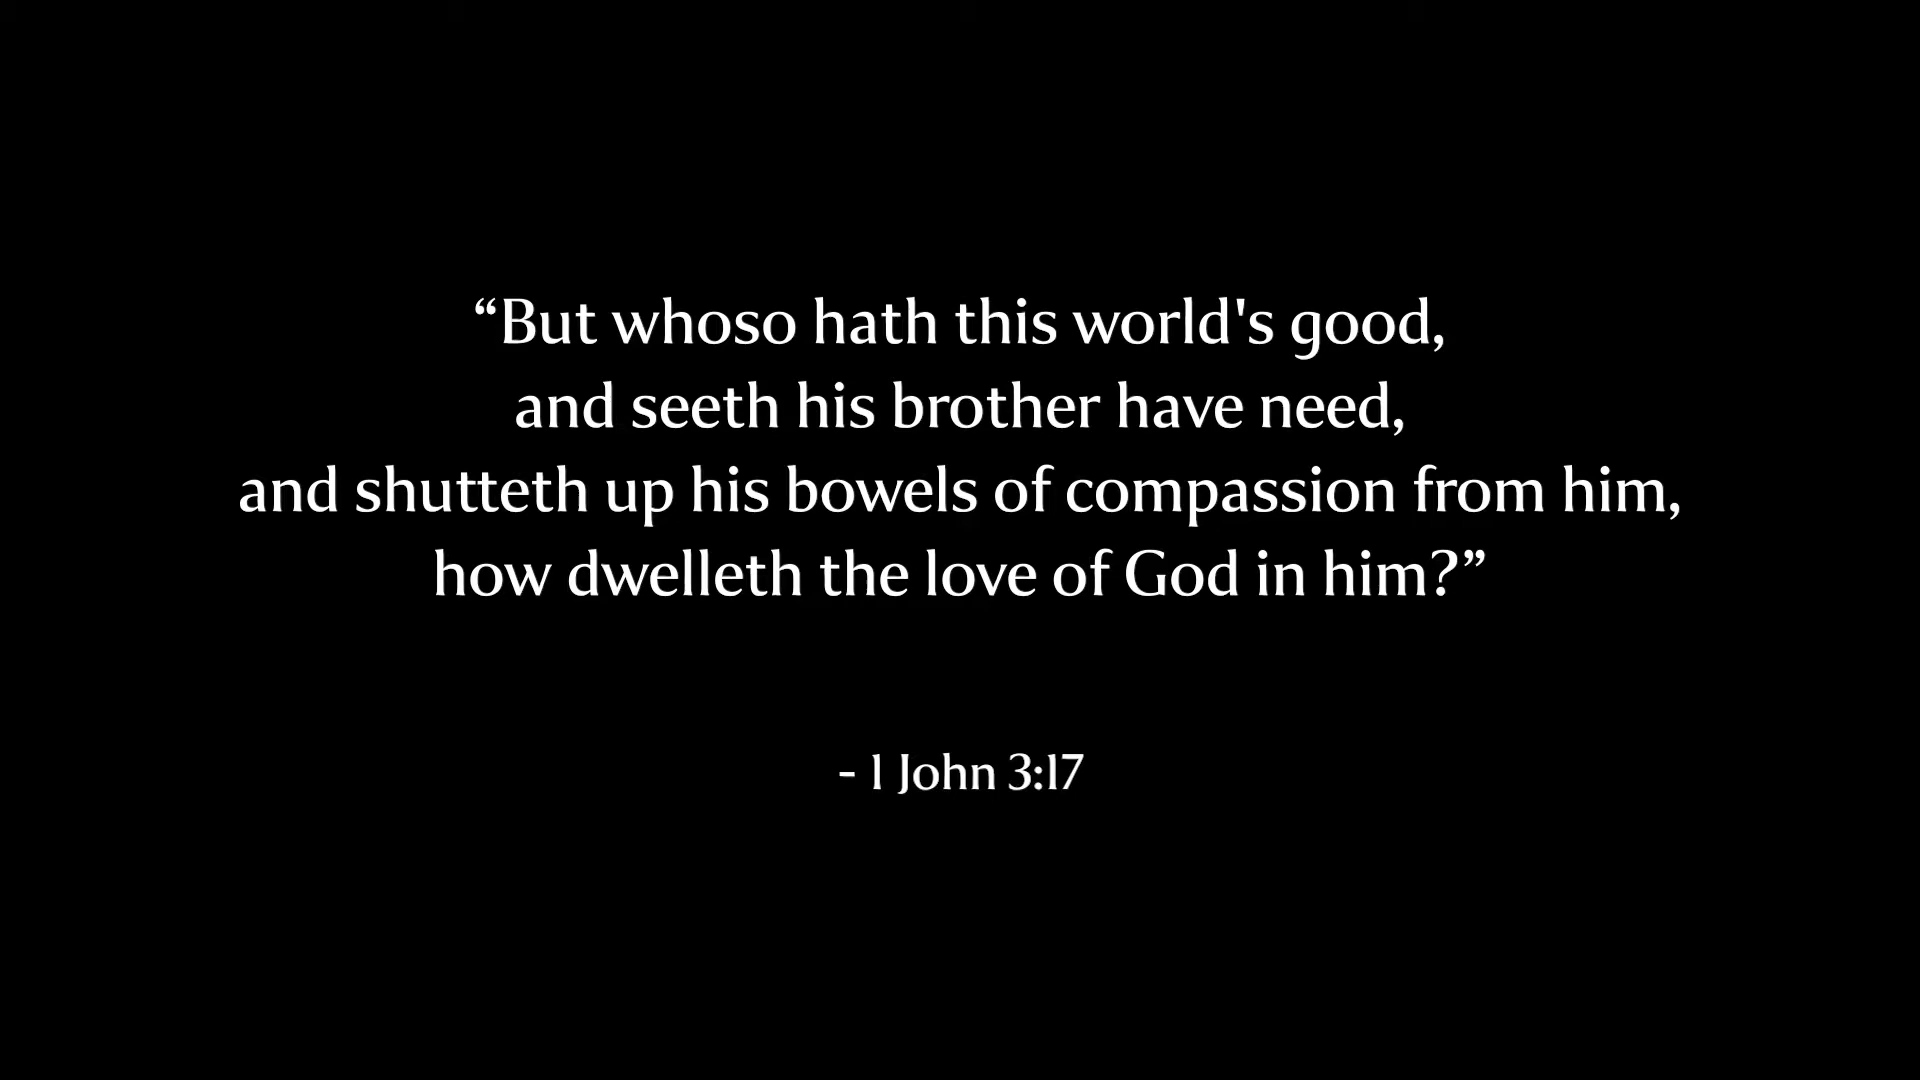 “But whoso hath this world's good,
and seeth his brother have need,
and shutteth up his bowels of compassion from him,
how dwelleth the love of God in him?”
- 1 John 3:17